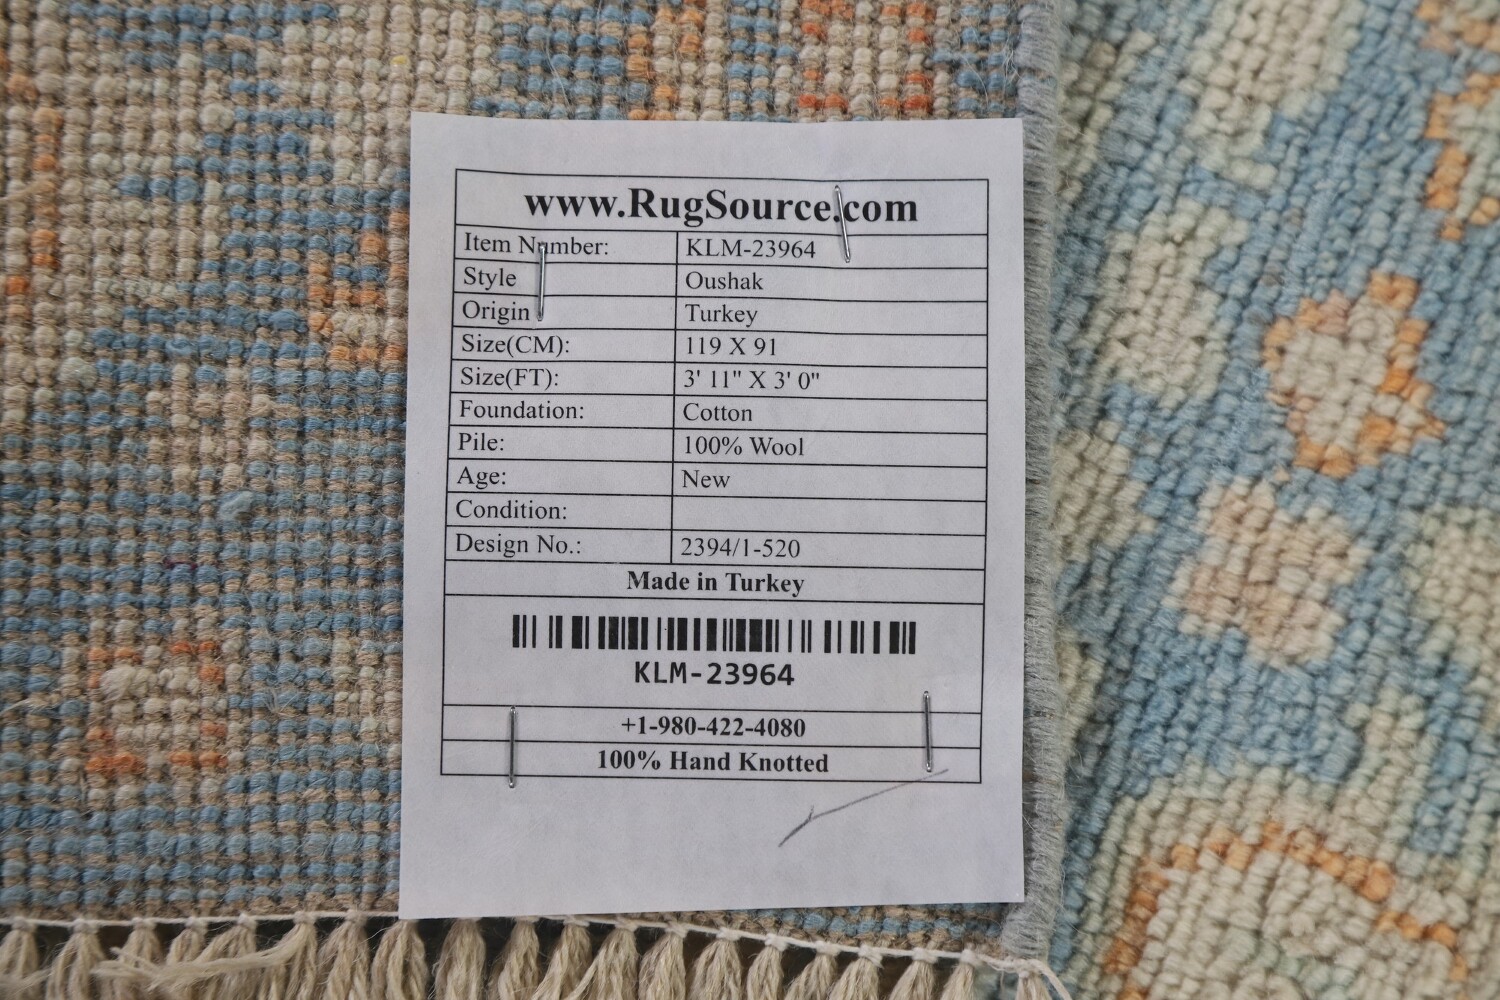 www.RugSource.com
Item Number: KLM-23964
Style Oushak
Origin Turkey
Size(CM): 119 X 91
Size(FT): 3' 11" X 3' 0"
Foundation: Cotton
Pile: 100% Wool
Age: New
Condition:
Design No.: 2394/1-520
Made in Turkey
KLM-23964
+1-980-422-4080
100% Hand Knotted